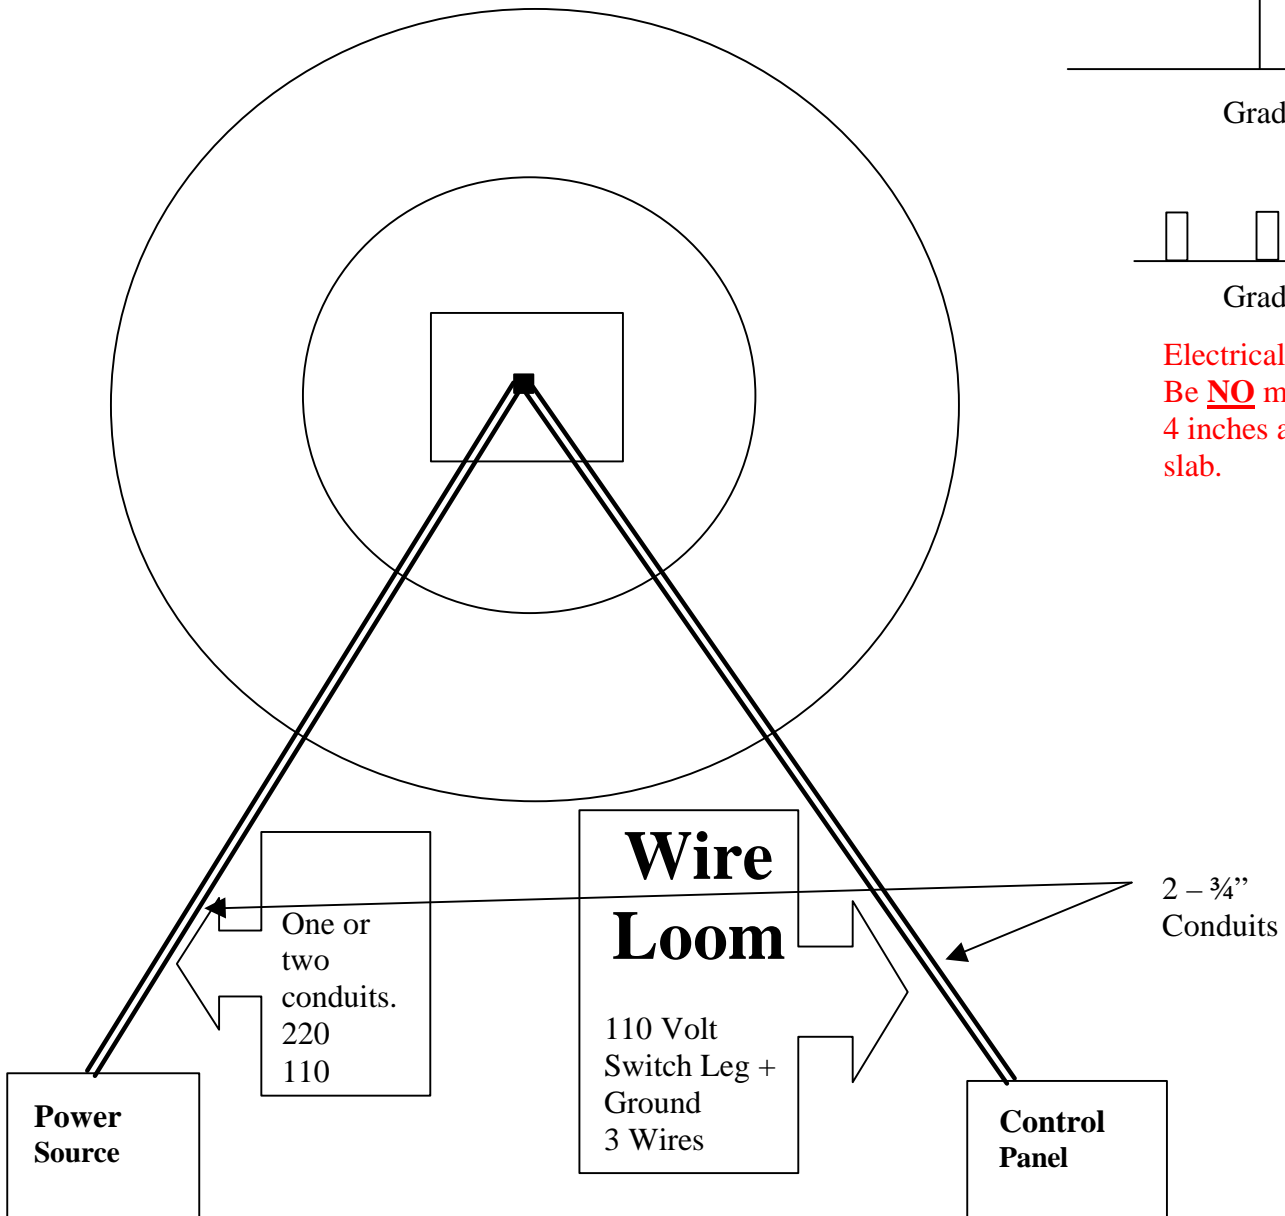 Grad
Grad
Electrical
Be NO m
4 inches a
slab.
Wire
Loom
110 Volt
Switch Leg +
Ground
3 Wires
One or
two
conduits.
220
110
2 – ¾”
Conduits
Power
Source
Control
Panel